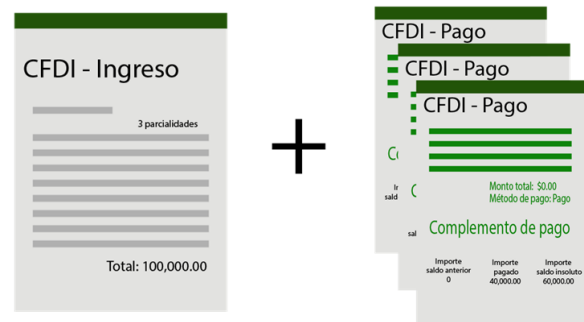 CFDI - Ingreso
3 parcialidades
Total: 100,000.00
+
CFDI - Pago
CFDI - Pago
CFDI - Pago
Monto total: $0.00
Método de pago: Pago
Complemento de pago
Importe saldo anterior 0
Importe pagado 40,000.00
Importe saldo insoluto 60,000.00